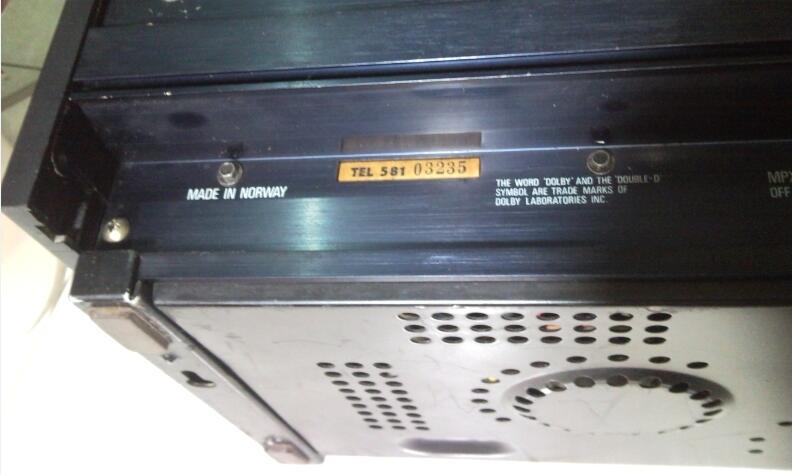 MADE IN NORWAY
TEL 581 03235
THE WORD 'DOLBY' AND THE 'DOUBLE-D'
SYMBOL ARE TRADE MARKS OF
DOLBY LABORATORIES INC.
MPX
OFF